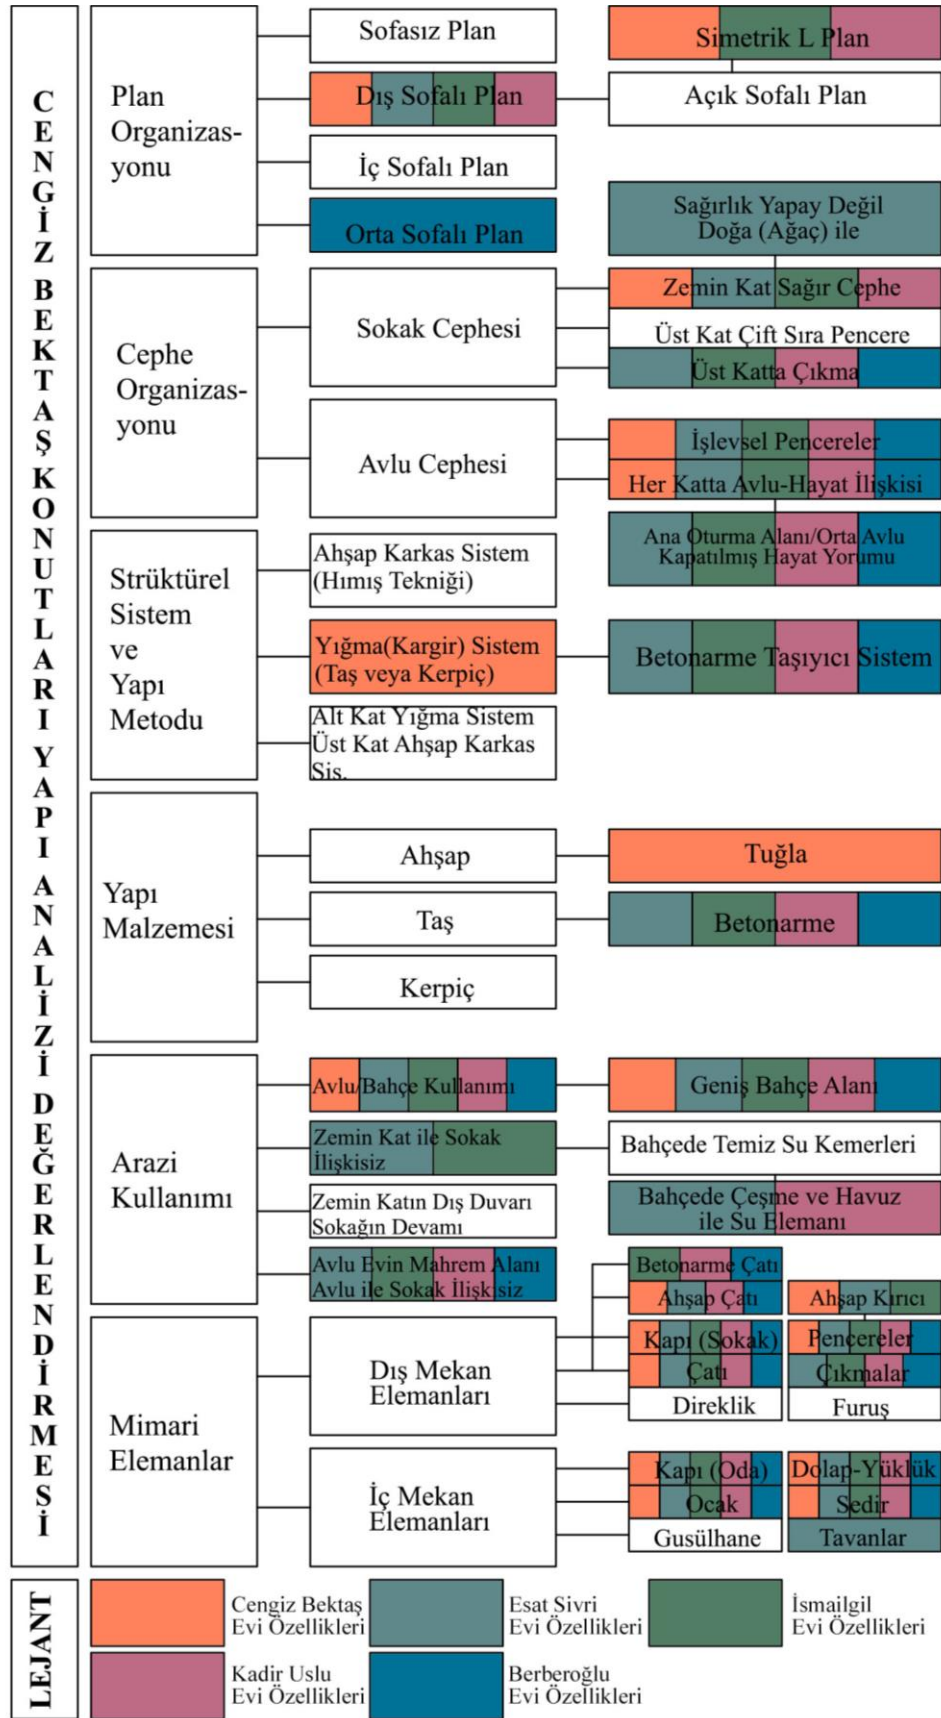 CENGİZ BEKTAŞ KONUTLARI YAPI ANALİZİ DEĞERLENDİRMESİ
Plan
Organizas-
yonu
Sofasız Plan
Dış Sofalı Plan
İç Sofalı Plan
Orta Sofalı Plan
Simetrik L Plan
Açık Sofalı Plan
Cephe
Organizas-
yonu
Sokak Cephesi
Avlu Cephesi
Sağırlık Yapay Değil
Doğa (Ağaç) ile
Zemin Kat Sağır Cephe
Üst Kat Çift Sıra Pencere
Üst Katta Çıkma
İşlevsel Pencereler
Her Katta Avlu-Hayat İlişkisi
Ana Oturma Alanı/Orta Avlu
Kapatılmış Hayat Yorumu
Strüktürel
Sistem
ve
Yapı
Metodu
Ahşap Karkas Sistem
(Hımış Tekniği)
Yığma(Kargir) Sistem
(Taş veya Kerpiç)
Alt Kat Yığma Sistem
Üst Kat Ahşap Karkas
Sis.
Betonarme Taşıyıcı Sistem
Yapı
Malzemesi
Ahşap
Taş
Kerpiç
Tuğla
Betonarme
Arazi
Kullanımı
Avlu/Bahçe Kullanımı
Zemin Kat ile Sokak
İlişkisiz
Zemin Katın Dış Duvarı
Sokağın Devamı
Avlu Evin Mahrem Alanı
Avlu ile Sokak İlişkisiz
Geniş Bahçe Alanı
Bahçede Temiz Su Kemerleri
Bahçede Çeşme ve Havuz
ile Su Elemanı
Mimari
Elemanlar
Dış Mekan
Elemanları
İç Mekan
Elemanları
Betonarme Çatı
Ahşap Çatı
Ahşap Kırıcı
Kapı (Sokak)
Pencereler
Çatı
Çıkmalar
Direklik
Furuş
Kapı (Oda)
Dolap-Yüklük
Ocak
Sedir
Gusülhane
Tavanlar
LEJANT
Cengiz Bektaş
Evi Özellikleri
Esat Sivri
Evi Özellikleri
İsmailgil
Evi Özellikleri
Kadir Uslu
Evi Özellikleri
Berberoğlu
Evi Özellikleri